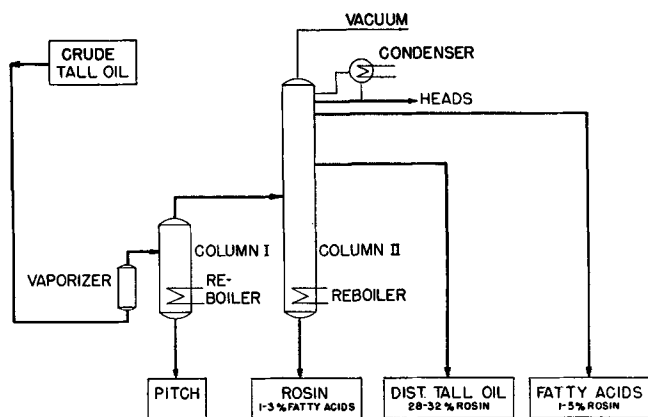 VACUUM
CRUDE
TALL OIL
CONDENSER
HEADS
COLUMN I
COLUMN II
VAPORIZER
RE-
BOILER
REBOILER
PITCH
ROSIN
1-3% FATTY ACIDS
DIST. TALL OIL
28-32% ROSIN
FATTY ACIDS
1-5% ROSIN